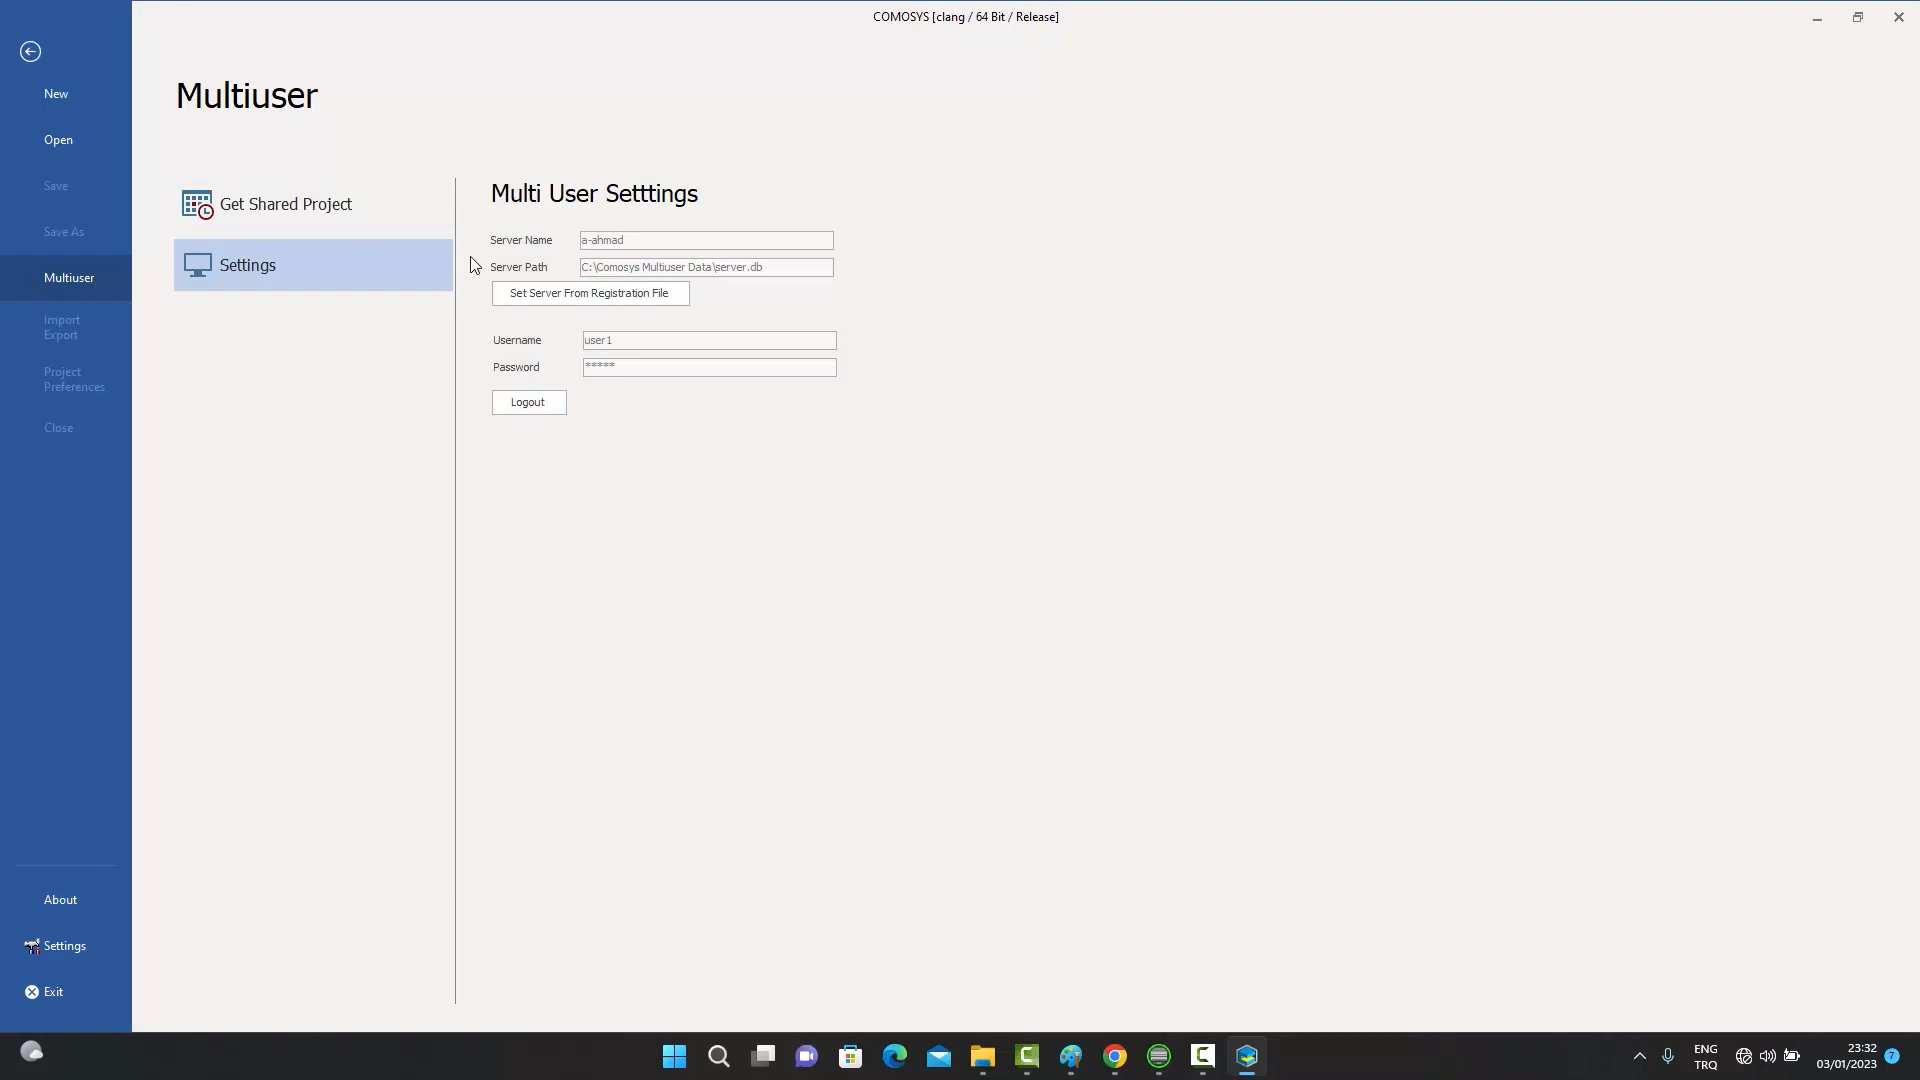 COMOSYS [clang / 64 Bit / Release]
New
Open
Save
Save As
Multiuser
Import
Export
Project
Preferences
Close
About
Settings
Exit
Multiuser
Get Shared Project
Settings
Multi User Setttings
Server Name
a-ahmad
Server Path
C:\Comosys Multiuser Data\server.db
Set Server From Registration File
Username
user1
Password
*****
Logout
ENG
TRQ
23:32
03/01/2023
7